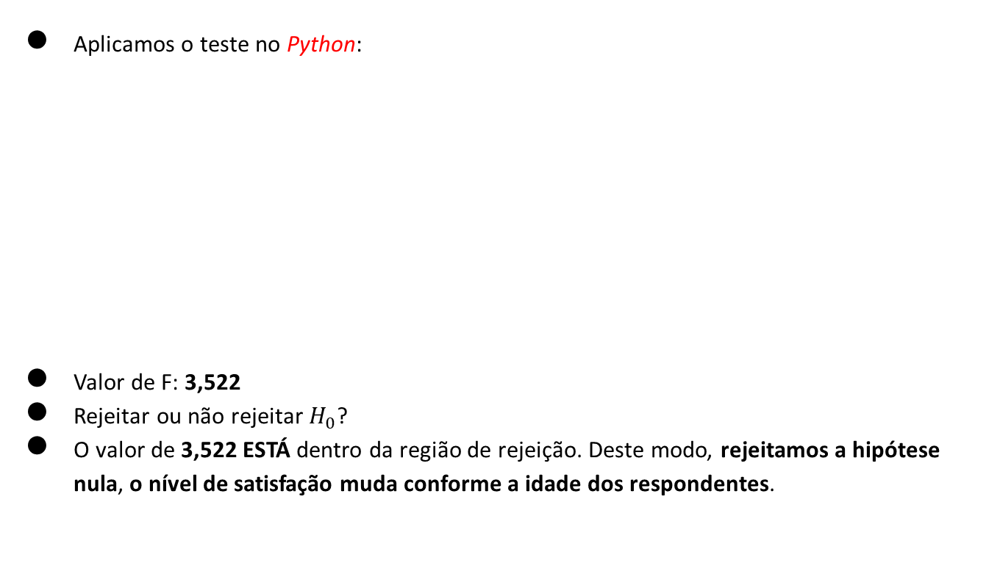 ● Aplicamos o teste no Python:
● Valor de F: 3,522
● Rejeitar ou não rejeitar H₀?
● O valor de 3,522 ESTÁ dentro da região de rejeição. Deste modo, rejeitamos a hipótese
nula, o nível de satisfação muda conforme a idade dos respondentes.